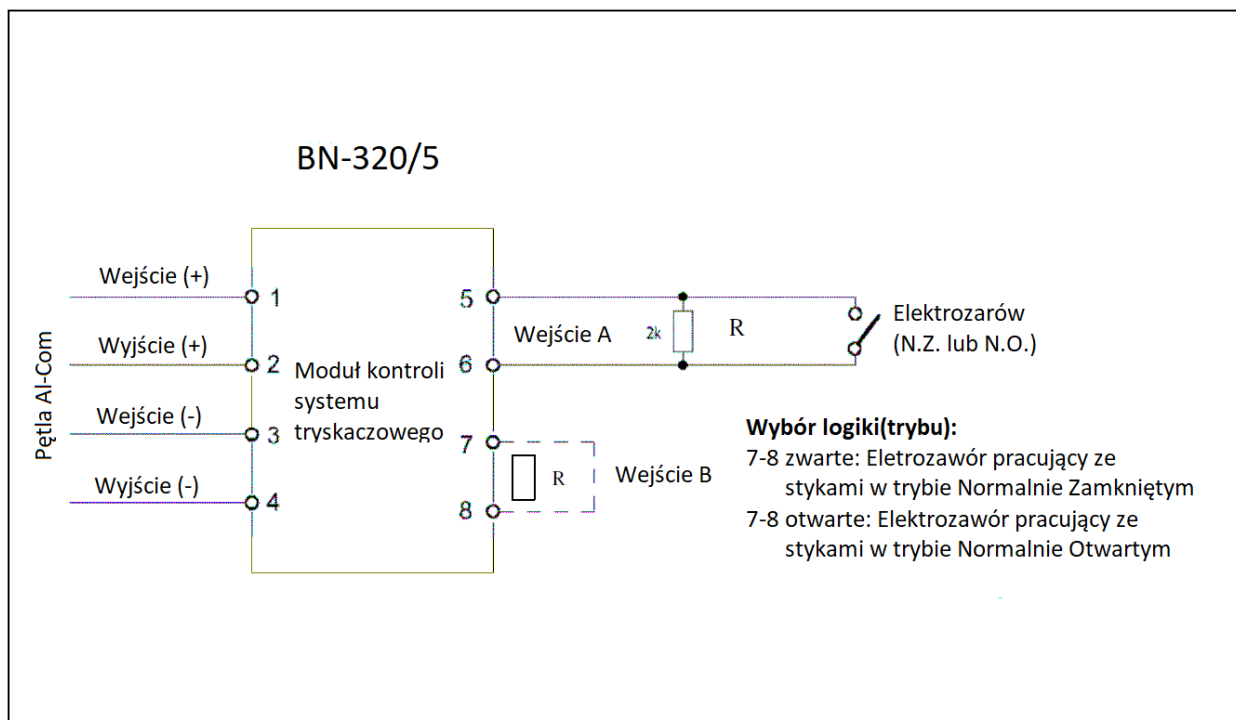 BN-320/5
Wejście (+)
Wyjście (+)
Wejście (-)
Wyjście (-)
Pętla Al-Com
1
2
3
4
Moduł kontroli
systemu
tryskaczowego
5
6
7
8
Wejście A
2k
R
Elektrozarów
(N.Z. lub N.O.)
R
Wejście B
Wybór logiki(trybu):
7-8 zwarte: Eletrozawór pracujący ze
stykami w trybie Normalnie Zamkniętym
7-8 otwarte: Elektrozawór pracujący ze
stykami w trybie Normalnie Otwartym